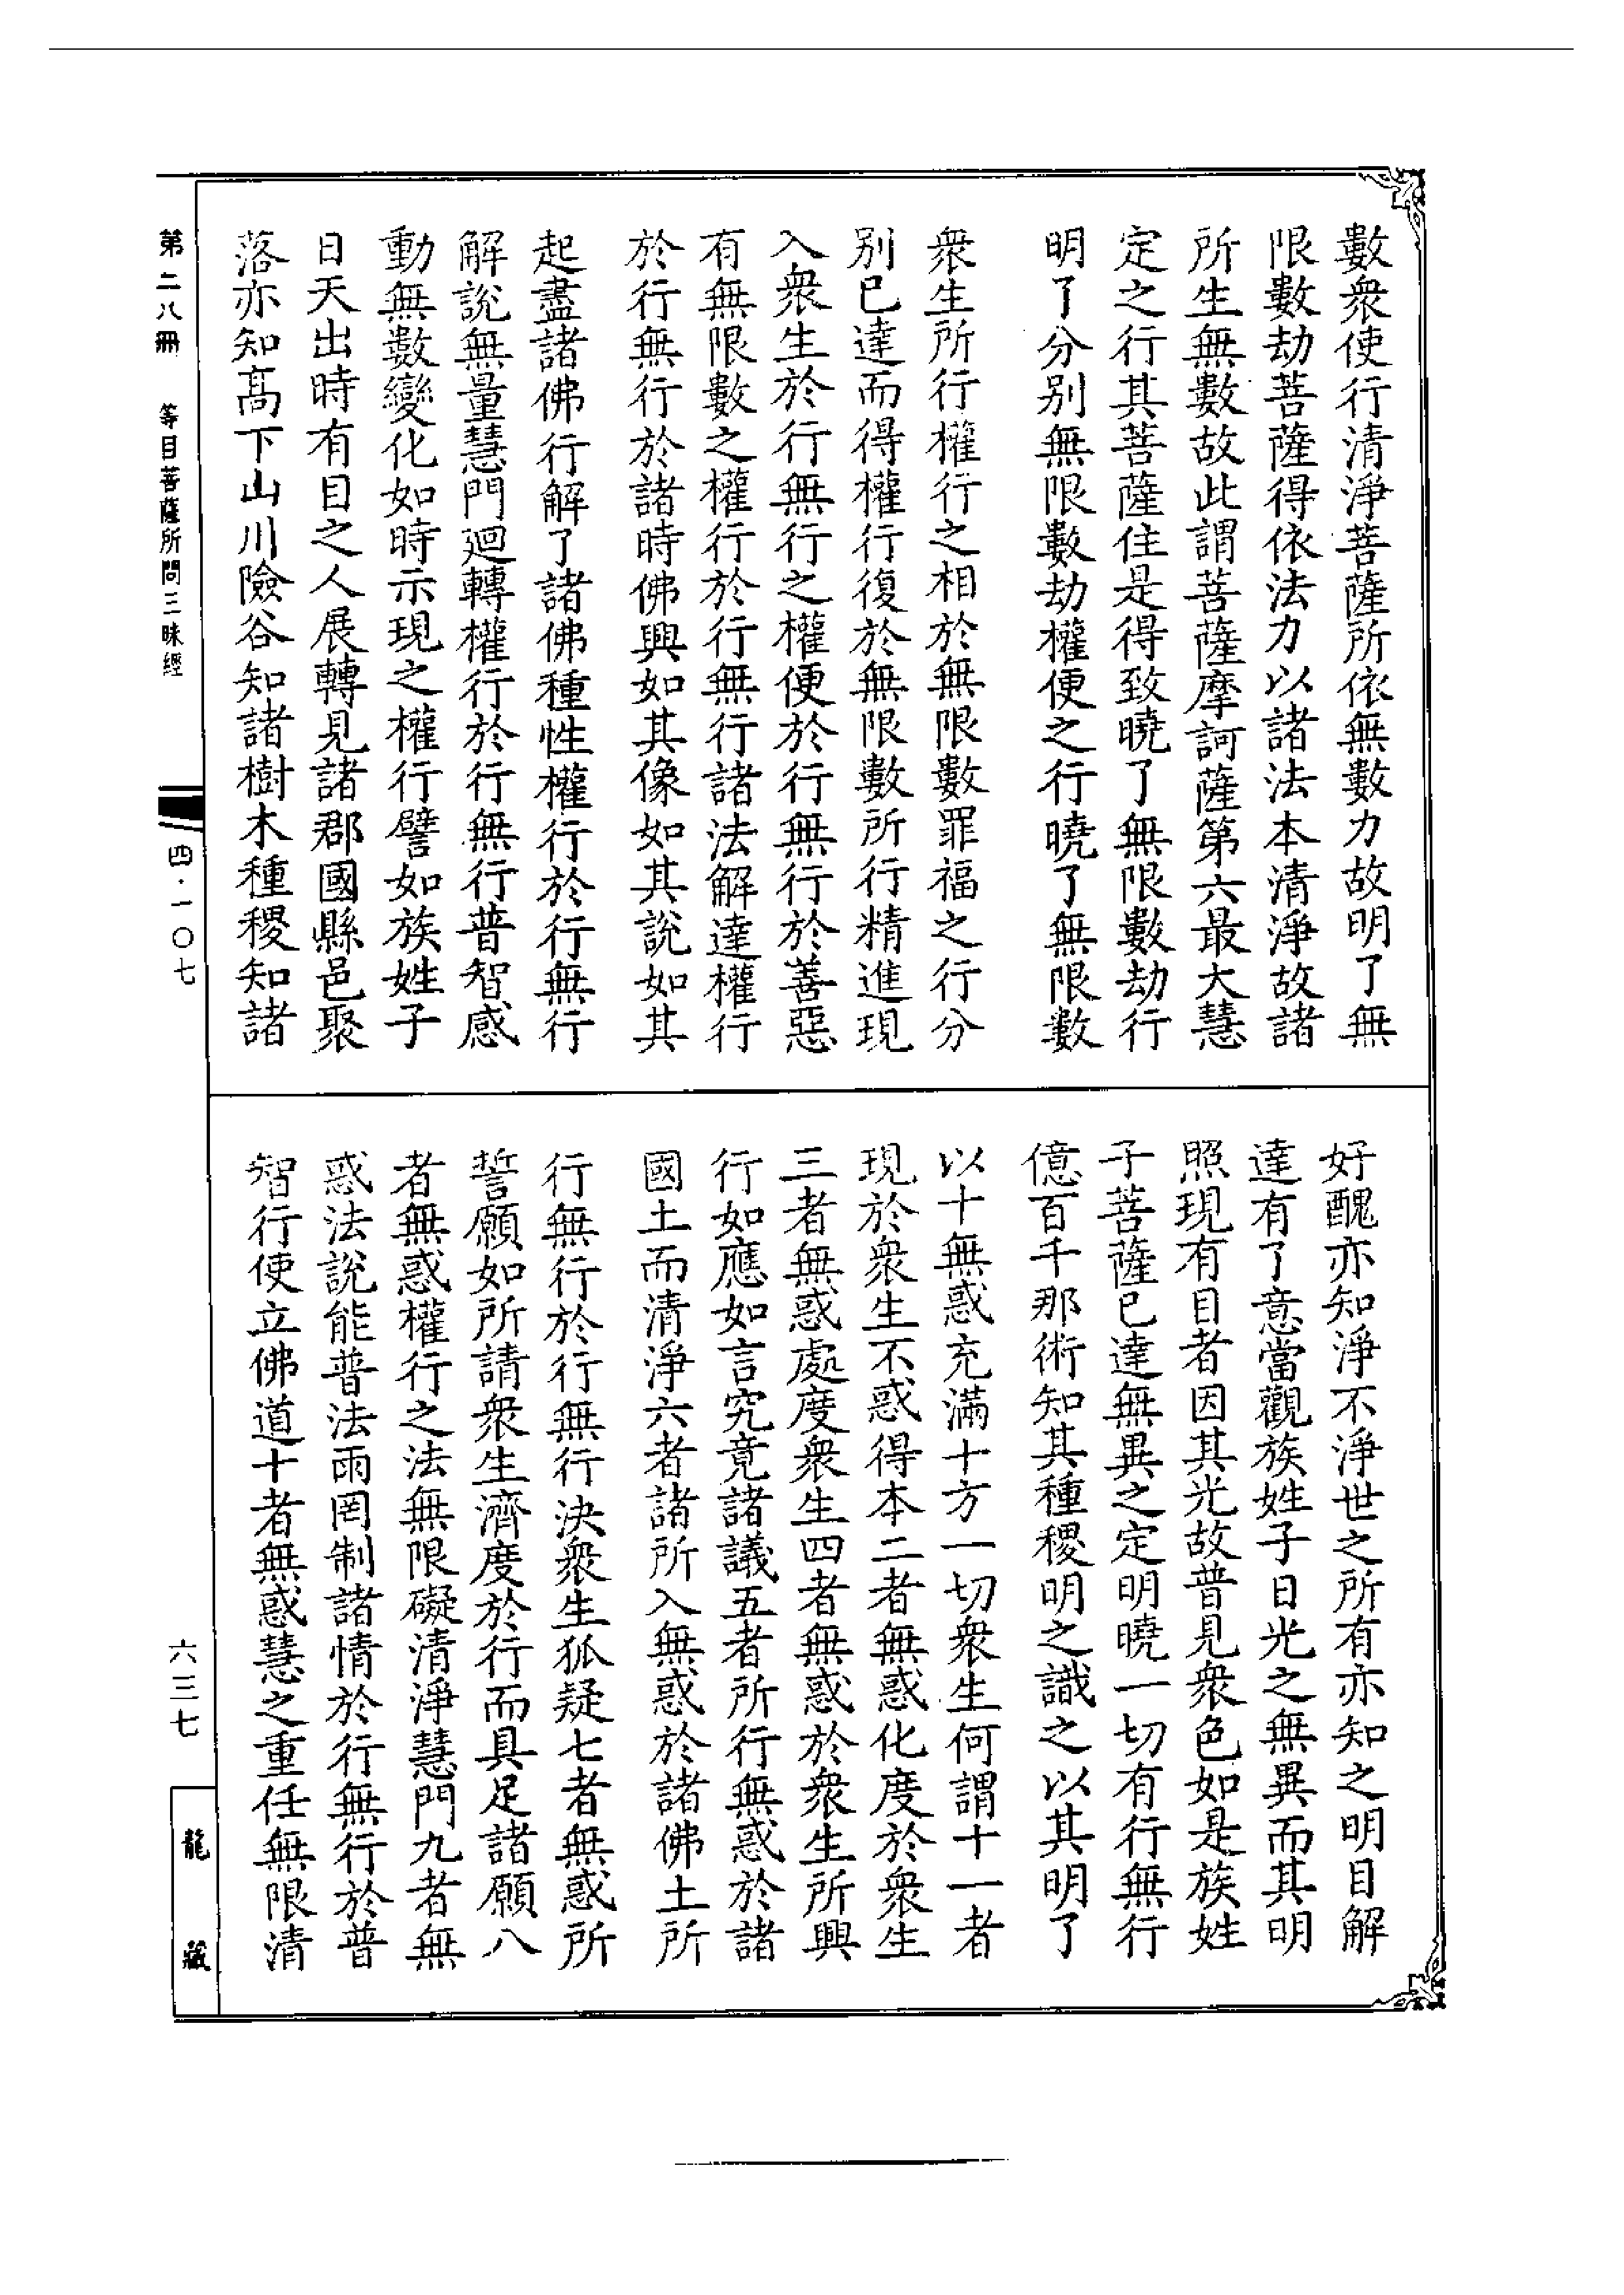 數衆使行清淨菩薩所依無數力故明了無
限數劫菩薩得依法力以諸法本清淨故諸
所生無數故此謂菩薩摩訶薩第六最大慧
定之行其菩薩住是得致曉了無限數劫行
明了分別無限數劫權便之行曉了無限數
衆生所行權行之相於無限數罪福之行分
別已達而得權行復於無限數所行精進現
入衆生於行無行之權便於行無行於善惡
有無限數之權行於行無行諸法解達權行
於行無行於諸時佛興如其像如其說如其
起盡諸佛行解了諸佛種性權行於行無行
解說無量慧門廻轉權行於行無行普智感
動無數變化如時示現之權行譬如族姓子
日天出時有目之人展轉見諸郡國縣邑聚
落亦知高下山川險谷知諸樹木種稷知諸
好醜亦知淨不淨世之所有亦知之明目解
達有了意當觀族姓子日光之無異而其明
照現有目者因其光故普見衆色如是族姓
子菩薩已達無異之定明曉一切有行無行
億百千那術知其種稷明之識之以其明了
以十無惑充滿十方一切衆生何謂十一者
現於衆生不惑得本二者無惑化度於衆生
三者無惑處度衆生四者無惑於衆生所興
行如應如言究竟諸議五者所行無惑於諸
國土而清淨六者諸所入無惑於諸佛土所
行無行於行無行決衆生狐疑七者無惑所
誓願如所請衆生濟度於行而具足諸願八
者無惑權行之法無限礙清淨慧門九者無
惑法說能普法雨罔制諸情於行無行於普
智行使立佛道十者無惑慧之重任無限清
第二八冊 等目菩薩所問三昧經
四·一〇七
六三七
龍藏